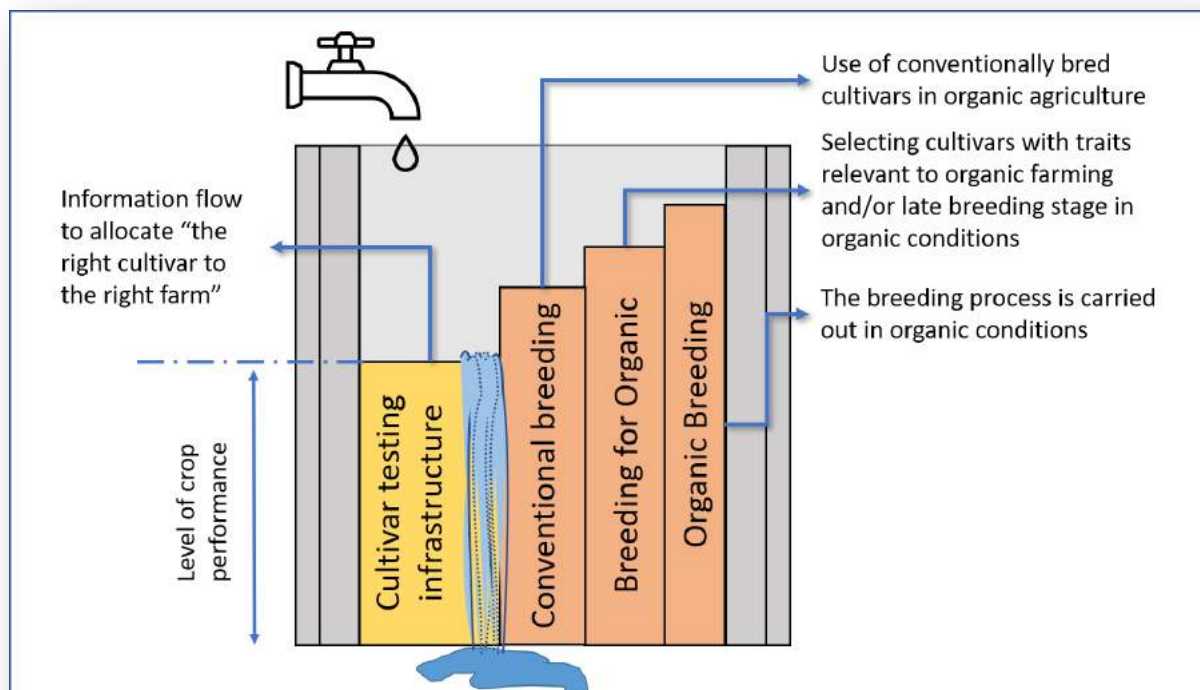 Use of conventionally bred
cultivars in organic agriculture
Selecting cultivars with traits
relevant to organic farming
and/or late breeding stage in
organic conditions
The breeding process is carried
out in organic conditions
Information flow
to allocate “the
right cultivar to
the right farm”
Level of crop
performance
Cultivar testing
infrastructure
Conventional breeding
Breeding for Organic
Organic Breeding